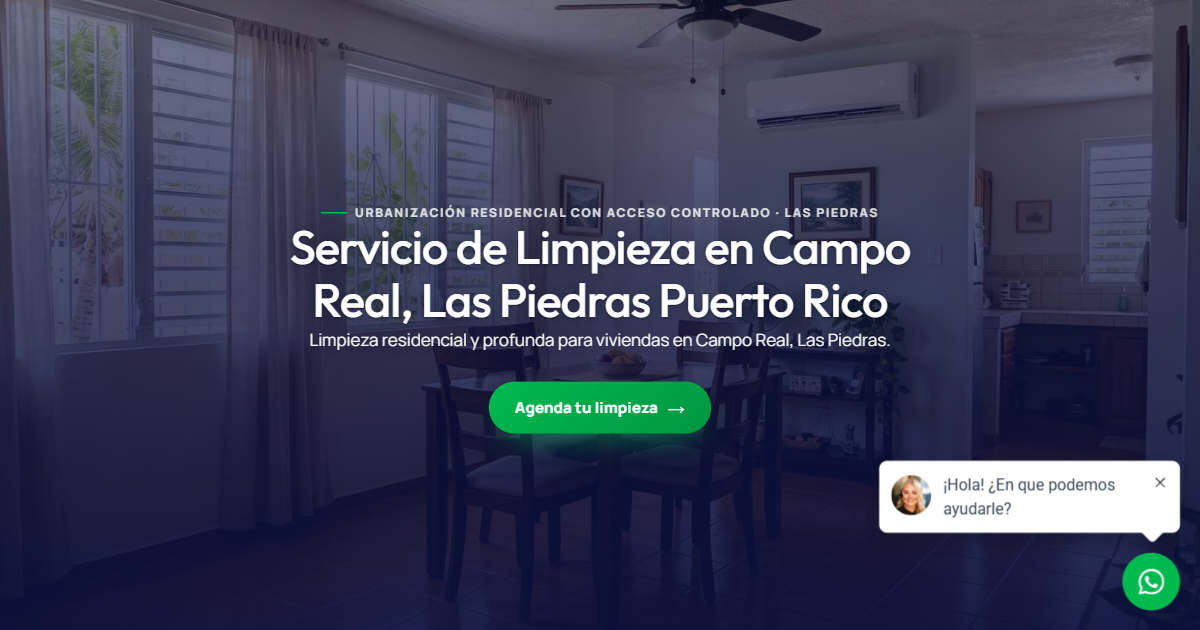 URBANIZACIÓN RESIDENCIAL CON ACCESO CONTROLADO · LAS PIEDRAS
Servicio de Limpieza en Campo
Real, Las Piedras Puerto Rico
Limpieza residencial y profunda para viviendas en Campo Real, Las Piedras.
Agenda tu limpieza →
¡Hola! ¿En que podemos
ayudarle?